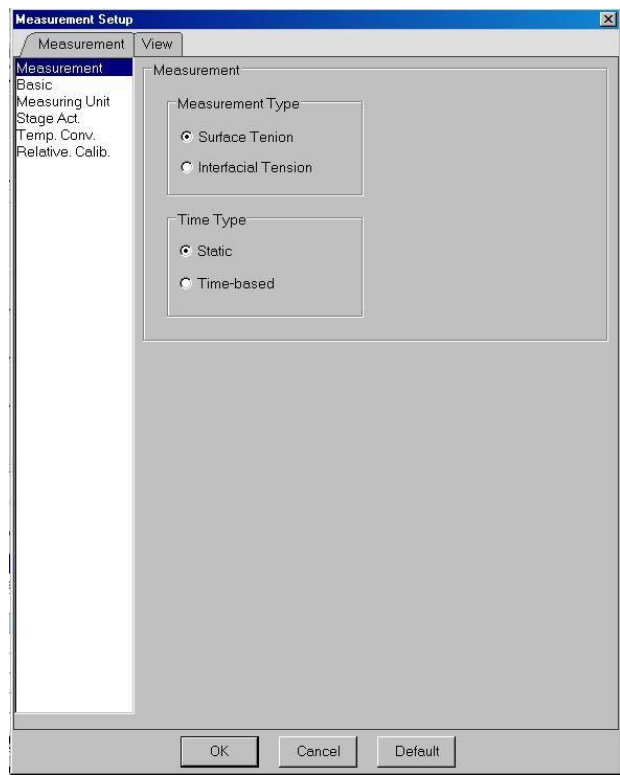 Measurement Setup
Measurement
View
Measurement
Basic
Measuring Unit
Stage Act.
Temp. Conv.
Relative. Calib.
Measurement
Measurement Type
Surface Tenion
Interfacial Tension
Time Type
Static
Time-based
OK
Cancel
Default